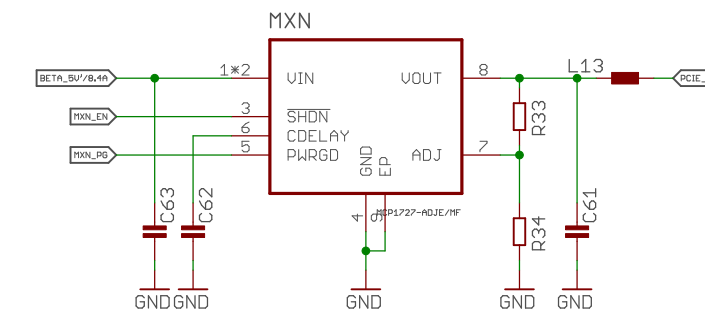 MXN
BETA_5V'/8.4A
1*2
VIN
VOUT
8
L13
PCIE_
MXN_EN
3
SHDN
6
CDELAY
MXN_PG
5
PWRGD
GND
EP
ADJ
7
R33
4
9
MCP1727-ADJE/MF
C63
C62
R34
C61
GND
GND
GND
GND
GND